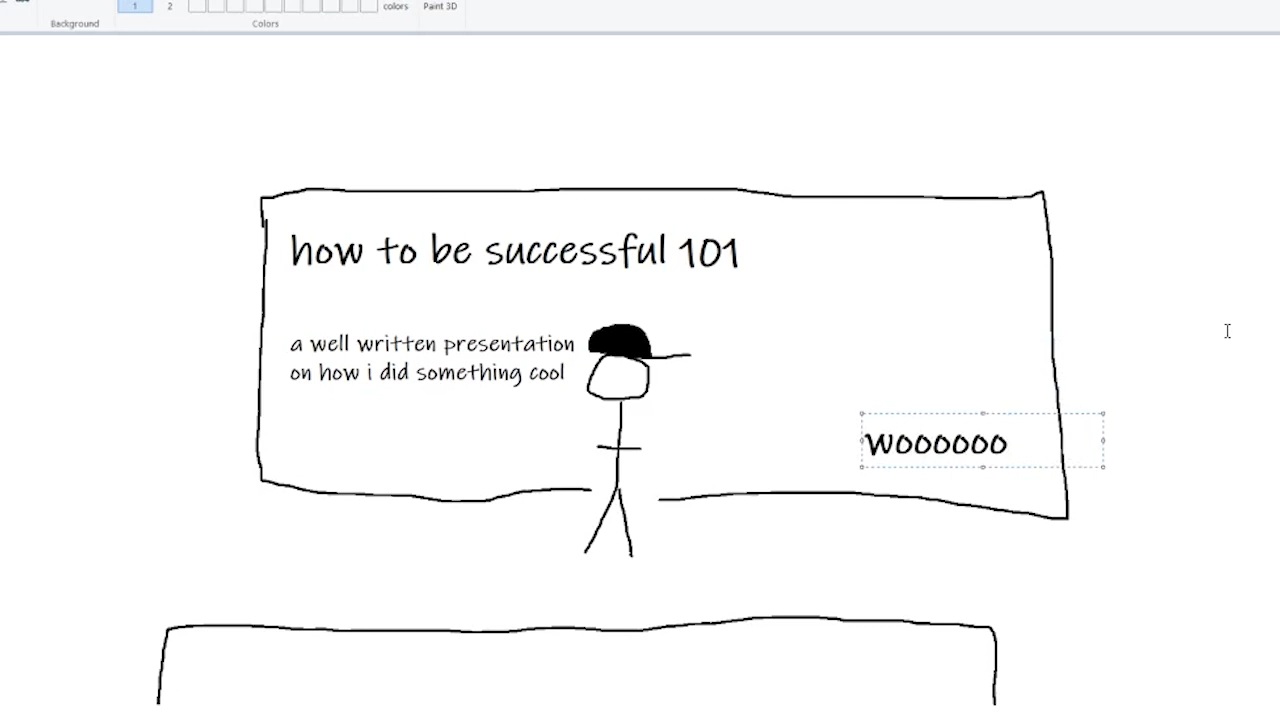 1
2
colors
Paint 3D
Background
Colors
how to be successful 101
a well written presentation
on how i did something cool
woooooo